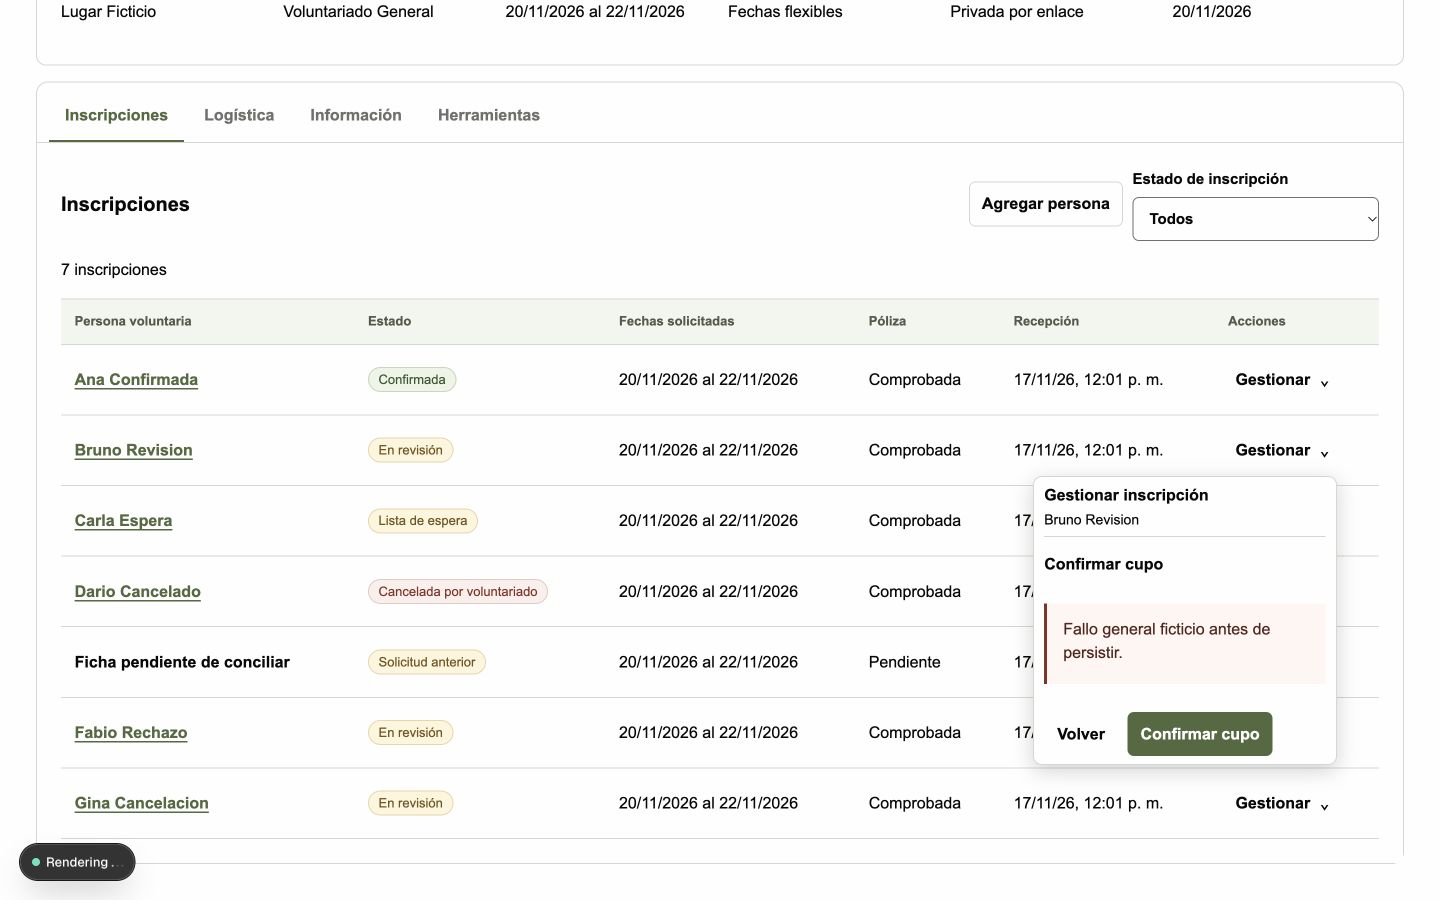 Lugar Ficticio Voluntariado General 20/11/2026 al 22/11/2026 Fechas flexibles Privada por enlace 20/11/2026
Inscripciones Logística Información Herramientas
Estado de inscripción
Inscripciones Agregar persona Todos
7 inscripciones
Persona voluntaria Estado Fechas solicitadas Póliza Recepción Acciones
Ana Confirmada Confirmada 20/11/2026 al 22/11/2026 Comprobada 17/11/26, 12:01 p. m. Gestionar
Bruno Revision En revisión 20/11/2026 al 22/11/2026 Comprobada 17/11/26, 12:01 p. m. Gestionar
Carla Espera Lista de espera 20/11/2026 al 22/11/2026 Comprobada 17/
Dario Cancelado Cancelada por voluntariado 20/11/2026 al 22/11/2026 Comprobada 17/
Ficha pendiente de conciliar Solicitud anterior 20/11/2026 al 22/11/2026 Pendiente 17/
Fabio Rechazo En revisión 20/11/2026 al 22/11/2026 Comprobada 17/
Gestionar inscripción
Bruno Revision
Confirmar cupo
Fallo general ficticio antes de
persistir.
Volver Confirmar cupo
Gina Cancelacion En revisión 20/11/2026 al 22/11/2026 Comprobada 17/11/26, 12:01 p. m. Gestionar
Rendering ...